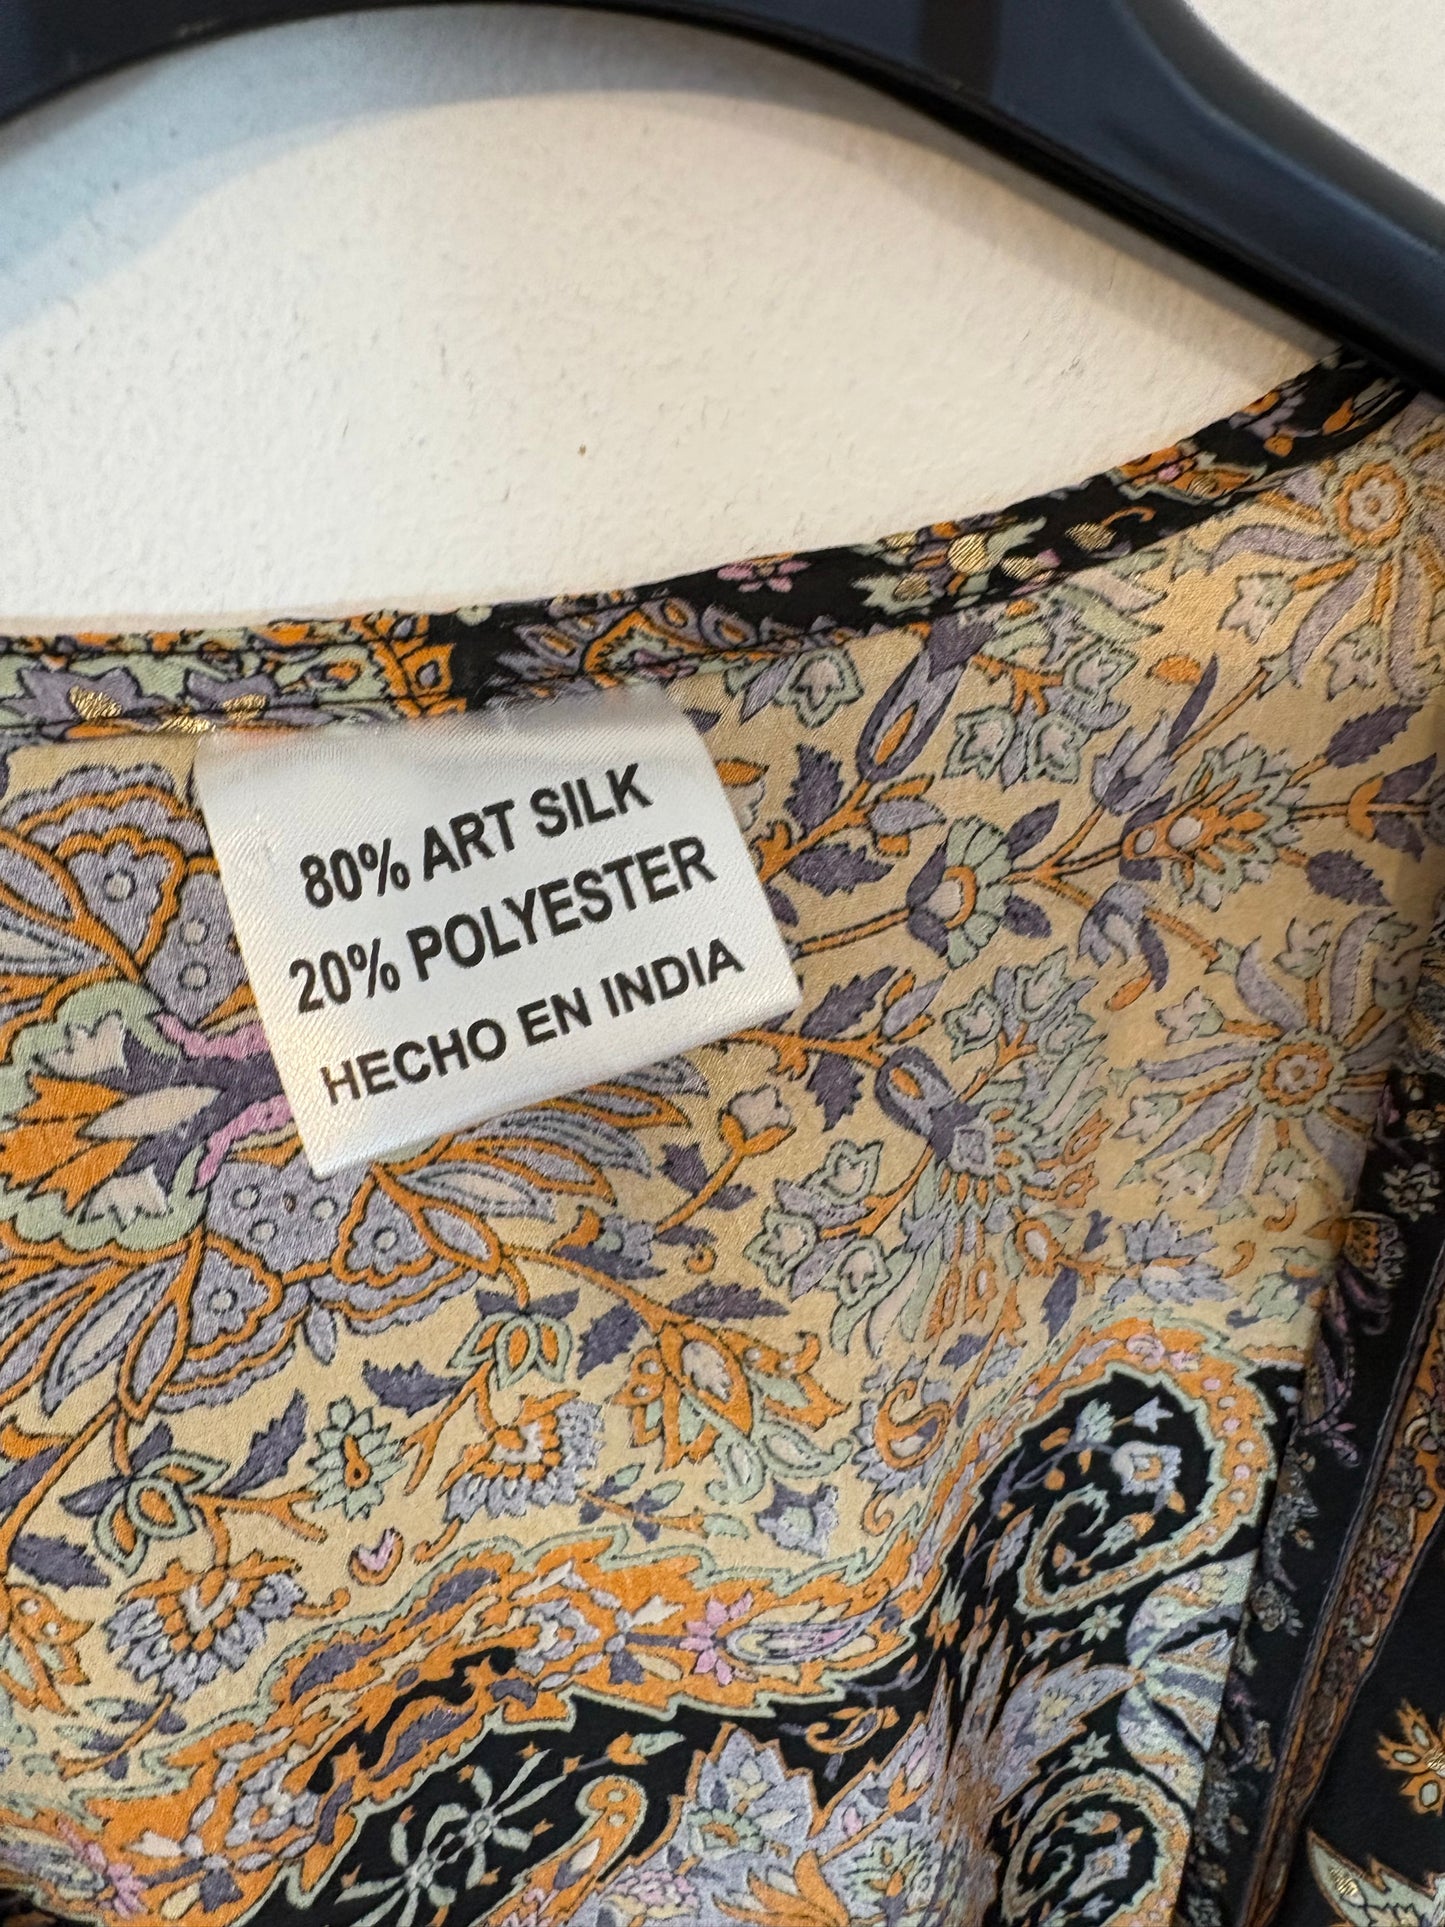 80% ART SILK
20% POLYESTER
HECHO EN INDIA